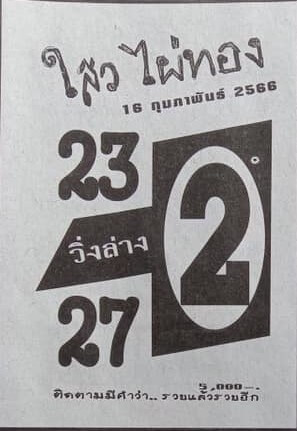 ใสว ไผ่ทอง
16 กุมภาพันธ์ 2566
23
2°
วิ่งล่าง
27
5,000-.
ติดตามมีคำว่า.. รวยแล้วรวยอีก